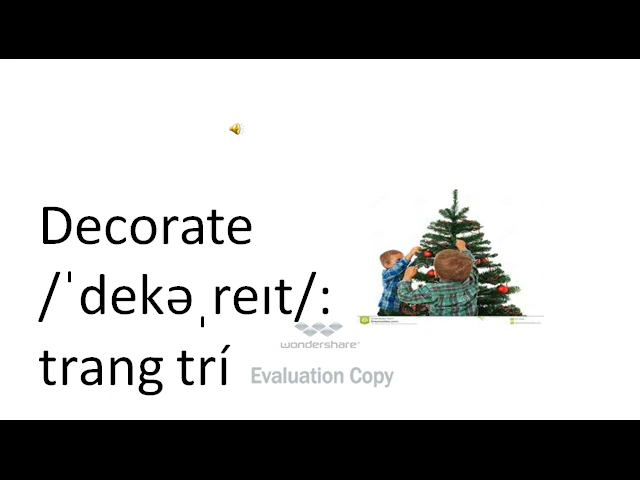 Decorate
/ˈdekəˌreɪt/:
trang trí
wondershare
Evaluation Copy